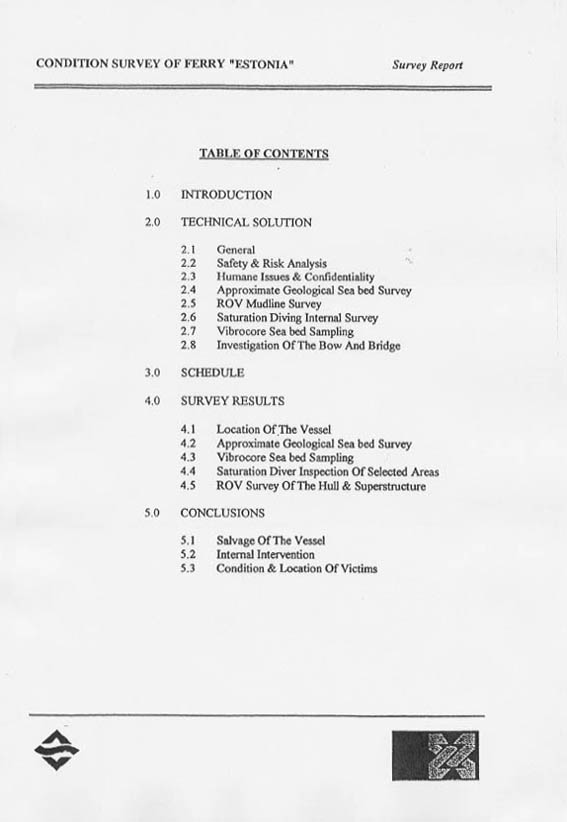 CONDITION SURVEY OF FERRY "ESTONIA" Survey Report
TABLE OF CONTENTS
1.0 INTRODUCTION
2.0 TECHNICAL SOLUTION
2.1 General
2.2 Safety & Risk Analysis
2.3 Humane Issues & Confidentiality
2.4 Approximate Geological Sea bed Survey
2.5 ROV Mudline Survey
2.6 Saturation Diving Internal Survey
2.7 Vibrocore Sea bed Sampling
2.8 Investigation Of The Bow And Bridge
3.0 SCHEDULE
4.0 SURVEY RESULTS
4.1 Location Of The Vessel
4.2 Approximate Geological Sea bed Survey
4.3 Vibrocore Sea bed Sampling
4.4 Saturation Diver Inspection Of Selected Areas
4.5 ROV Survey Of The Hull & Superstructure
5.0 CONCLUSIONS
5.1 Salvage Of The Vessel
5.2 Internal Intervention
5.3 Condition & Location Of Victims